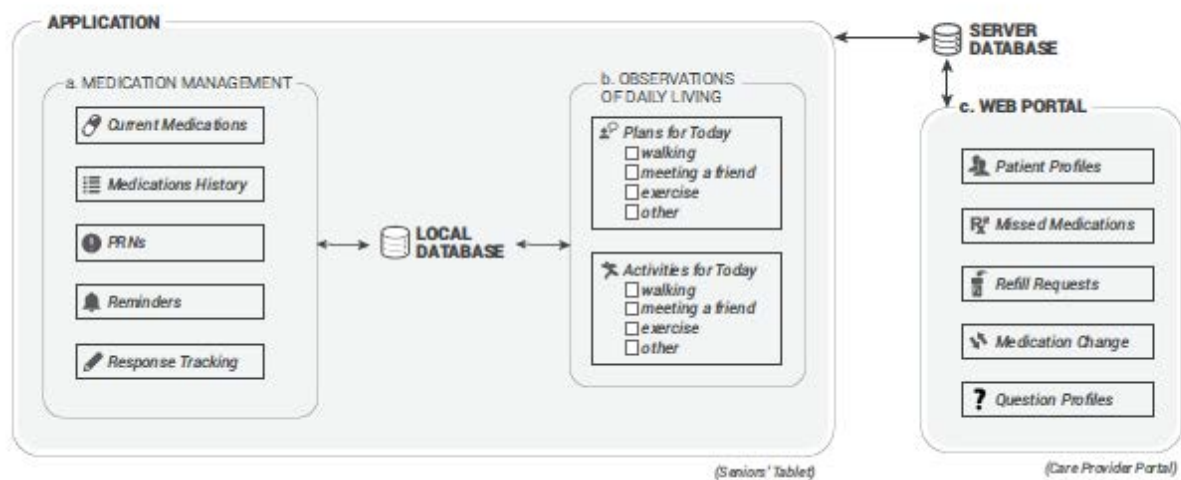 APPLICATION
a. MEDICATION MANAGEMENT
Current Medications
Medications History
PRNs
Reminders
Response Tracking
LOCAL
DATABASE
b. OBSERVATIONS
OF DAILY LIVING
Plans for Today
walking
meeting a friend
exercise
other
Activities for Today
walking
meeting a friend
exercise
other
(Seniors' Tablet)
SERVER
DATABASE
c. WEB PORTAL
Patient Profiles
Missed Medications
Refill Requests
Medication Change
? Question Profiles
(Care Provider Portal)